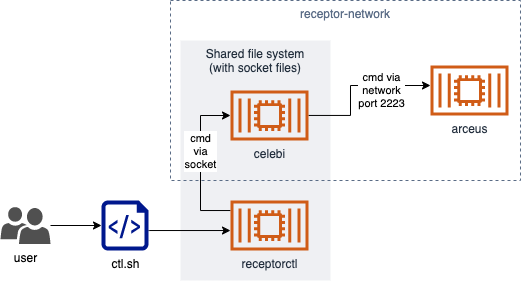 receptor-network
Shared file system
(with socket files)
cmd via
network
port 2223
celebi
arceus
cmd
via
socket
user
ctl.sh
receptorctl